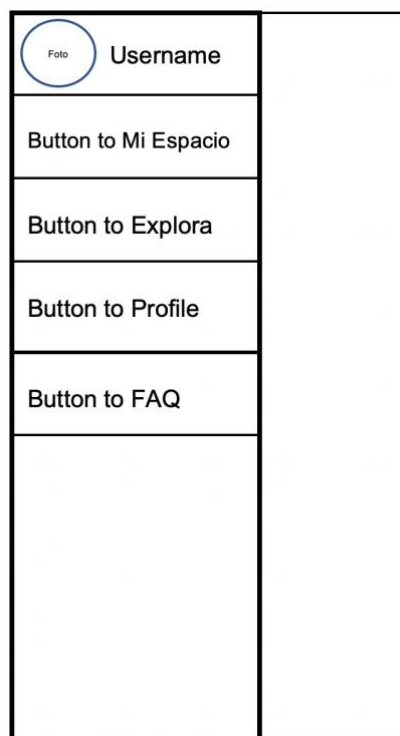 Foto
Username
Button to Mi Espacio
Button to Explora
Button to Profile
Button to FAQ